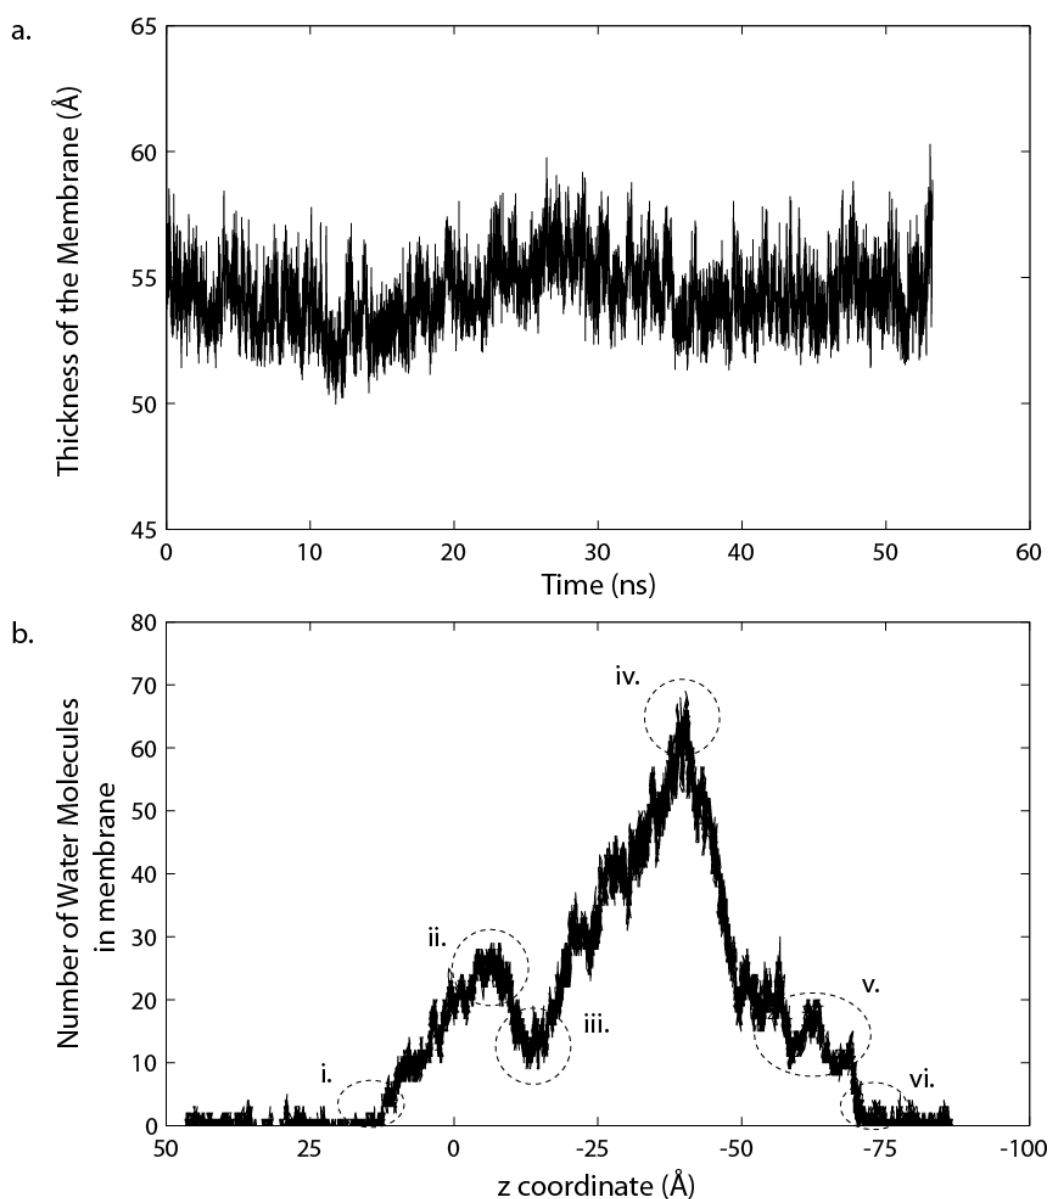 a.
Thickness of the Membrane (Å)
65
60
55
50
45
0 10 20 30 40 50 60
Time (ns)
b.
Number of Water Molecules
in membrane
80
70
60
50
40
30
20
10
0
iv.
ii.
iii.
v.
i.
vi.
50 25 0 -25 -50 -75 -100
z coordinate (Å)